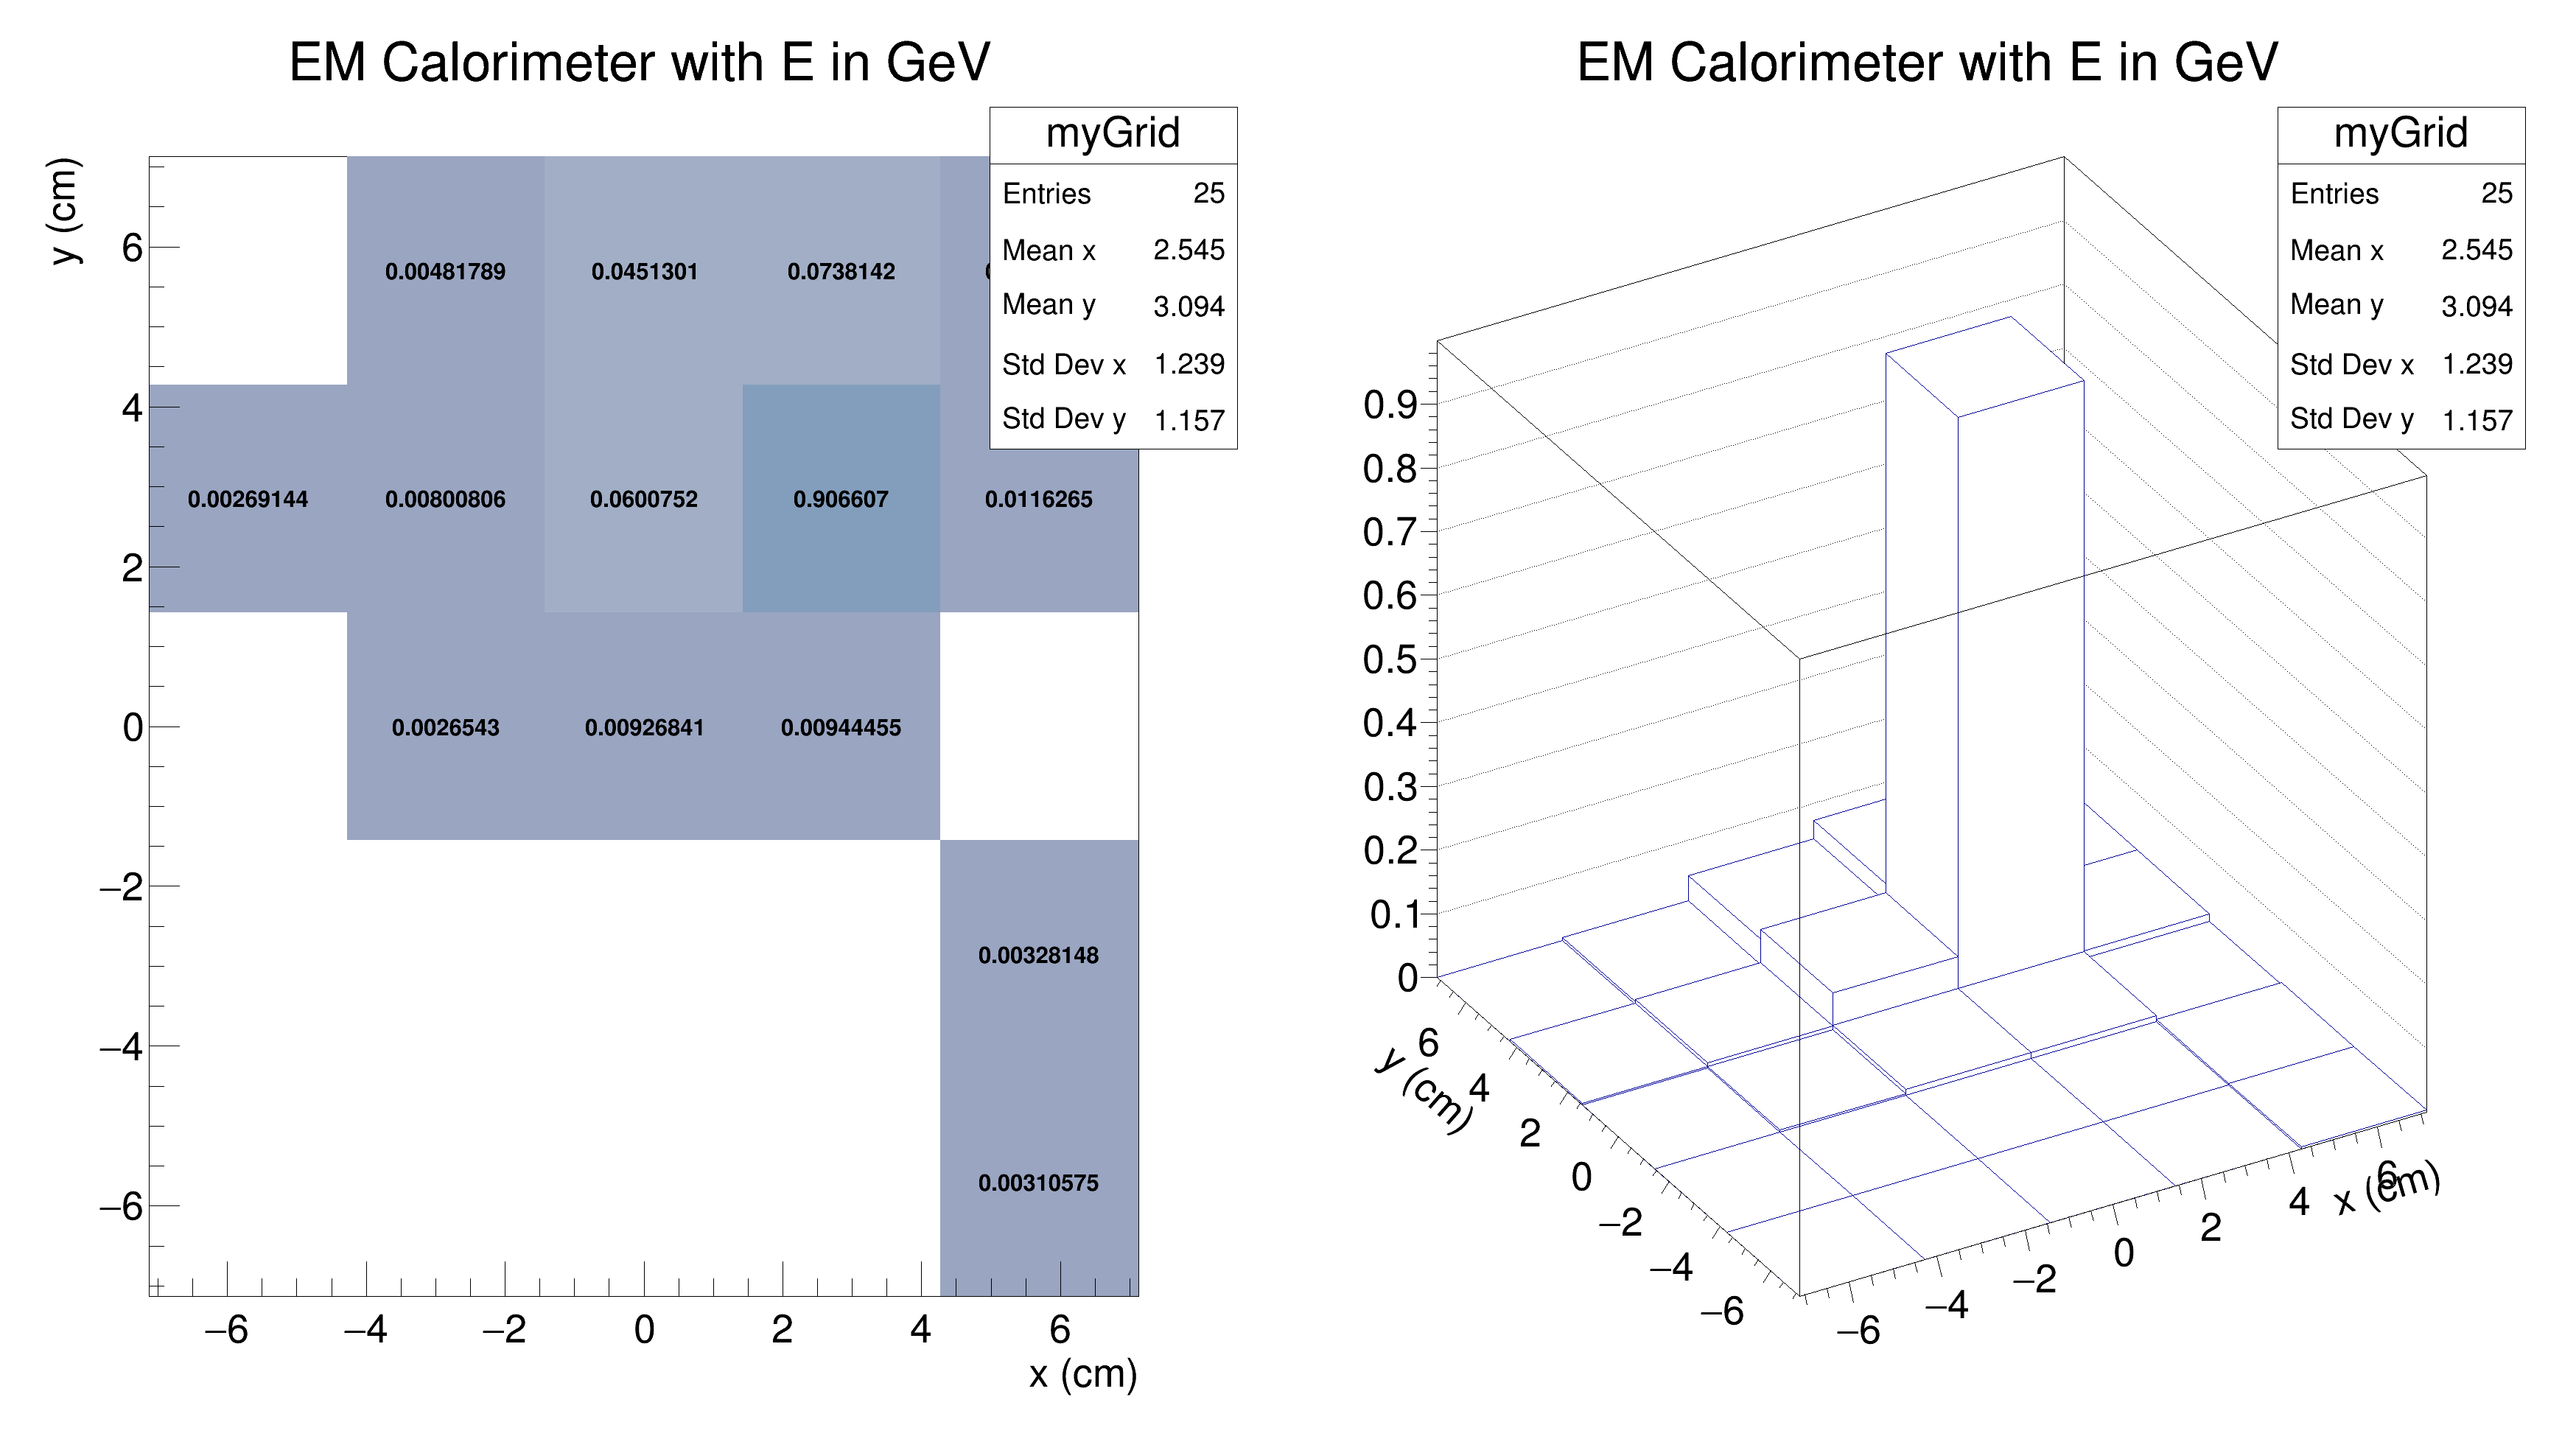 EM Calorimeter with E in GeV
myGrid
Entries 25
Mean x 2.545
Mean y 3.094
Std Dev x 1.239
Std Dev y 1.157
y (cm)
6
4
2
0
−2
−4
−6
0.00481789 0.0451301 0.0738142
0.00269144 0.00800806 0.0600752 0.906607 0.0116265
0.0026543 0.00926841 0.00944455
0.00328148
0.00310575
−6 −4 −2 0 2 4 6
x (cm)
EM Calorimeter with E in GeV
myGrid
Entries 25
Mean x 2.545
Mean y 3.094
Std Dev x 1.239
Std Dev y 1.157
0.9
0.8
0.7
0.6
0.5
0.4
0.3
0.2
0.1
0
y (cm)
6
4
2
0
−2
−4
−6
−6
−4
−2
0
2
4
6
x (cm)